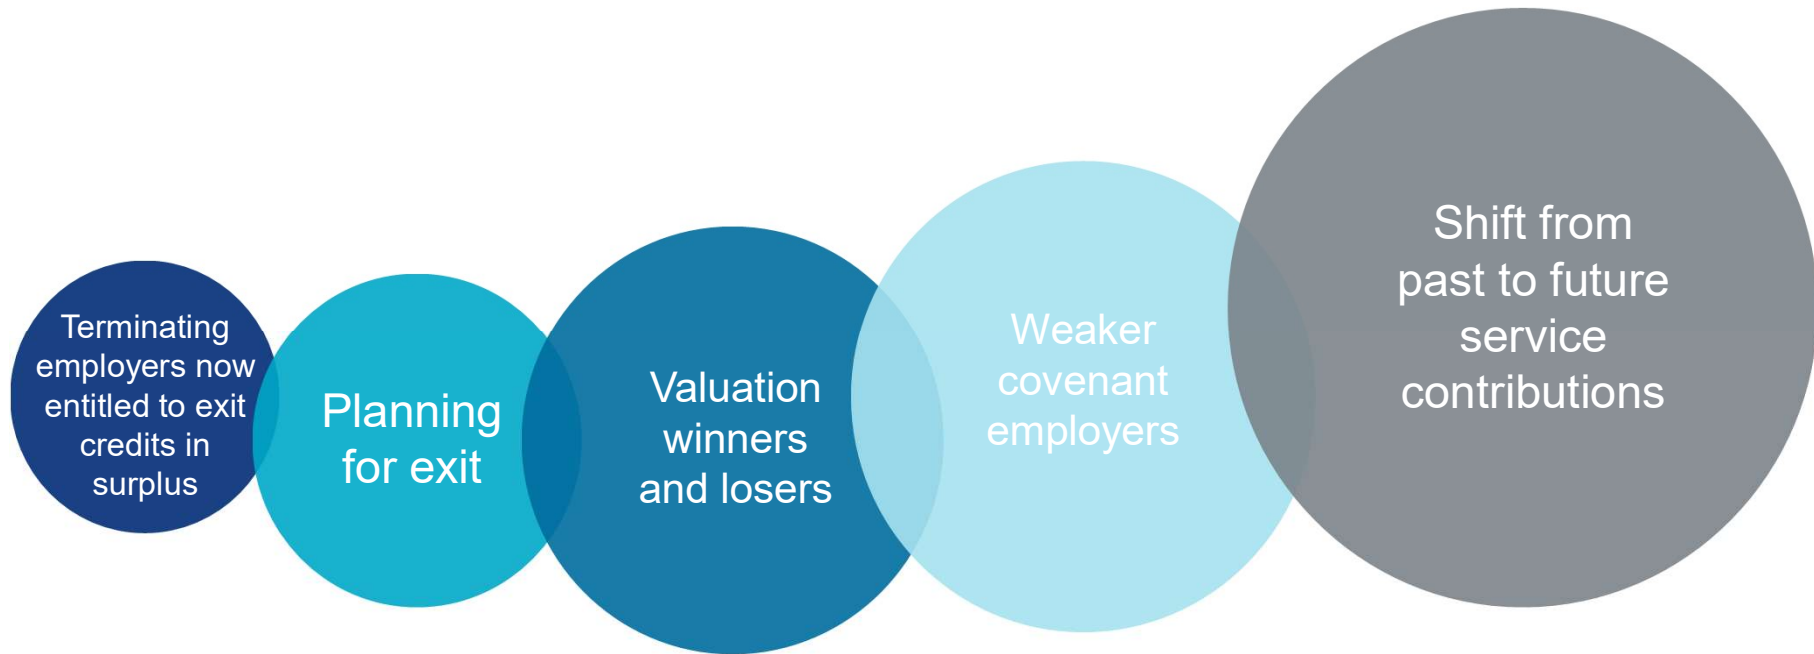 Terminating
employers now
entitled to exit
credits in
surplus
Planning
for exit
Valuation
winners
and losers
Weaker
covenant
employers
Shift from
past to future
service
contributions